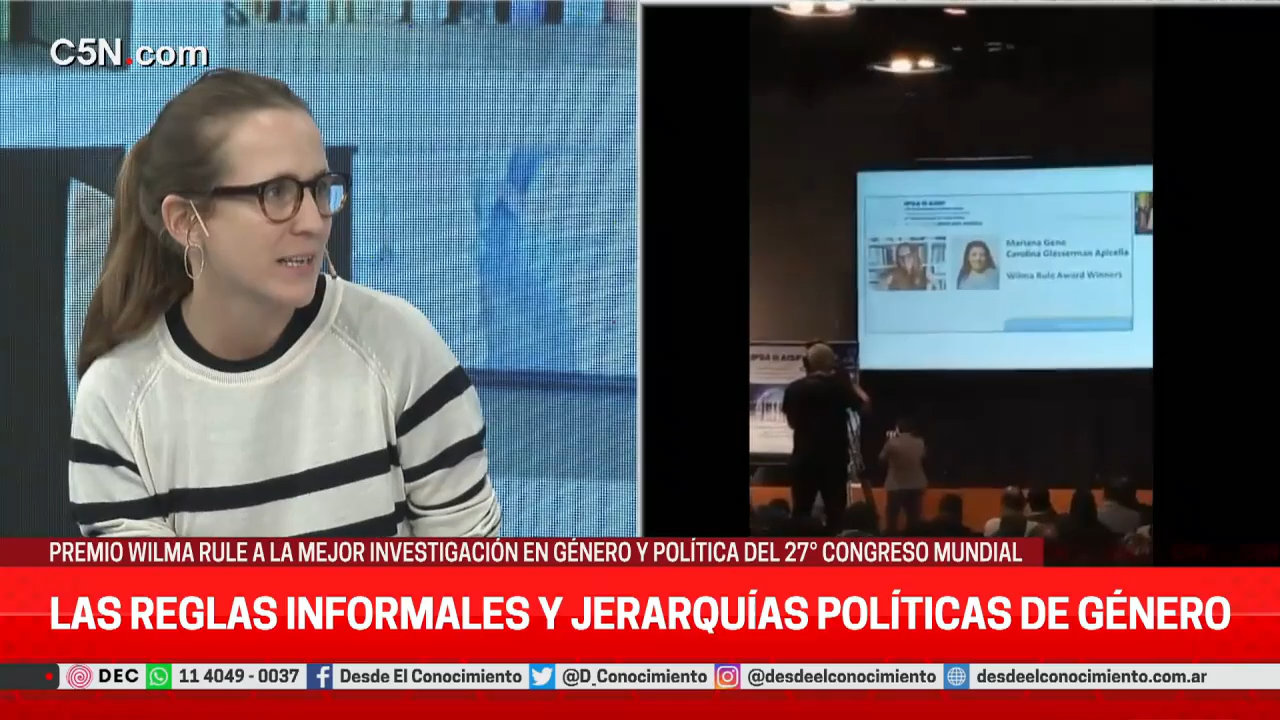 C5N.com
Mariana Gene
Carolina Glasserman Apicella
Wilma Rule Award Winners
PREMIO WILMA RULE A LA MEJOR INVESTIGACIÓN EN GÉNERO Y POLÍTICA DEL 27° CONGRESO MUNDIAL
LAS REGLAS INFORMALES Y JERARQUÍAS POLÍTICAS DE GÉNERO
DEC 11 4049 - 0037 Desde El Conocimiento @D_Conocimiento @desdeelconocimiento desdeelconocimiento.com.ar